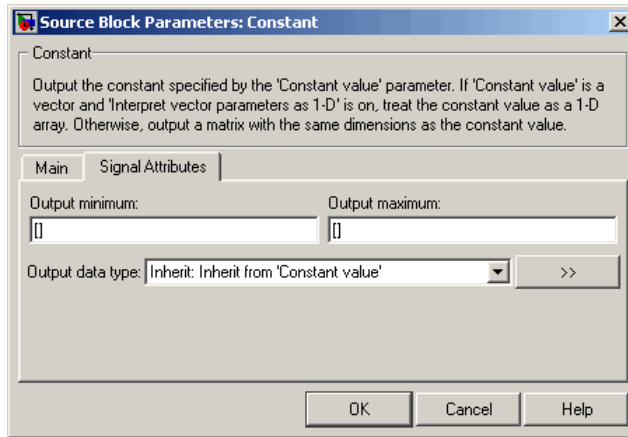 Source Block Parameters: Constant
Constant
Output the constant specified by the 'Constant value' parameter. If 'Constant value' is a
vector and 'Interpret vector parameters as 1-D' is on, treat the constant value as a 1-D
array. Otherwise, output a matrix with the same dimensions as the constant value.
Main Signal Attributes
Output minimum: Output maximum:
[] []
Output data type: Inherit: Inherit from 'Constant value' >>
OK Cancel Help